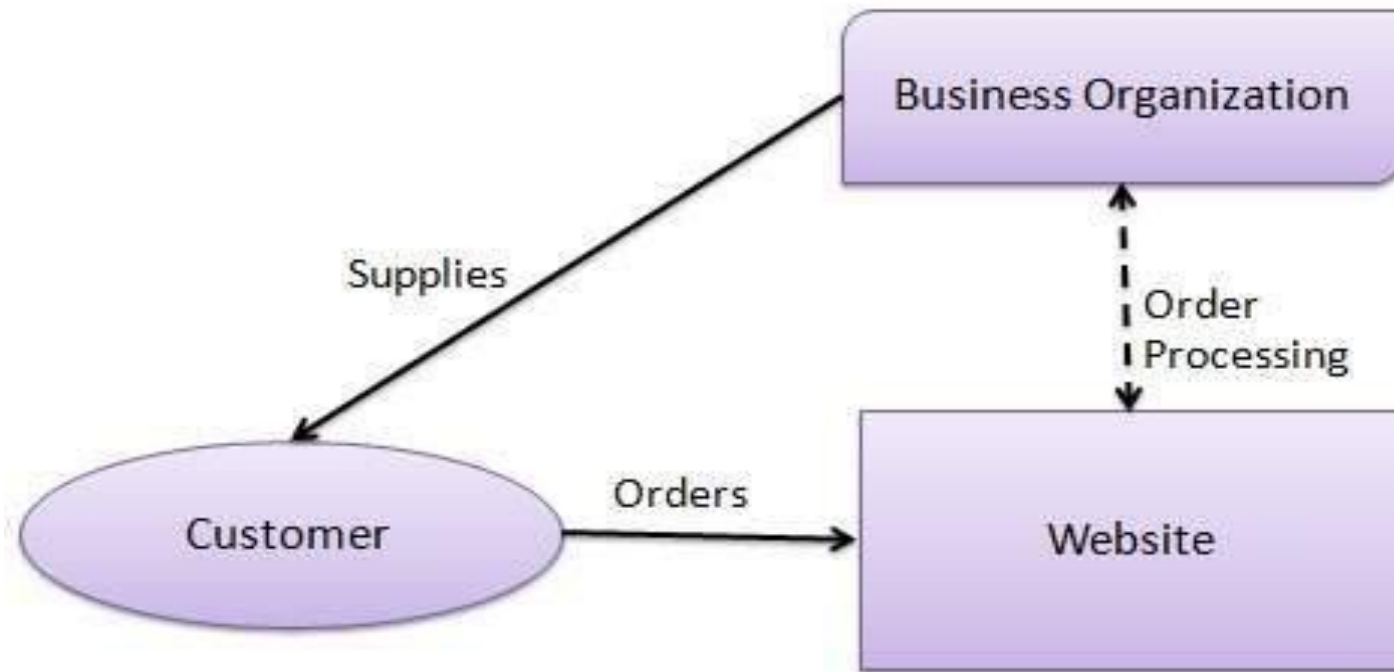 Business Organization
Supplies
Order
Processing
Orders
Customer
Website